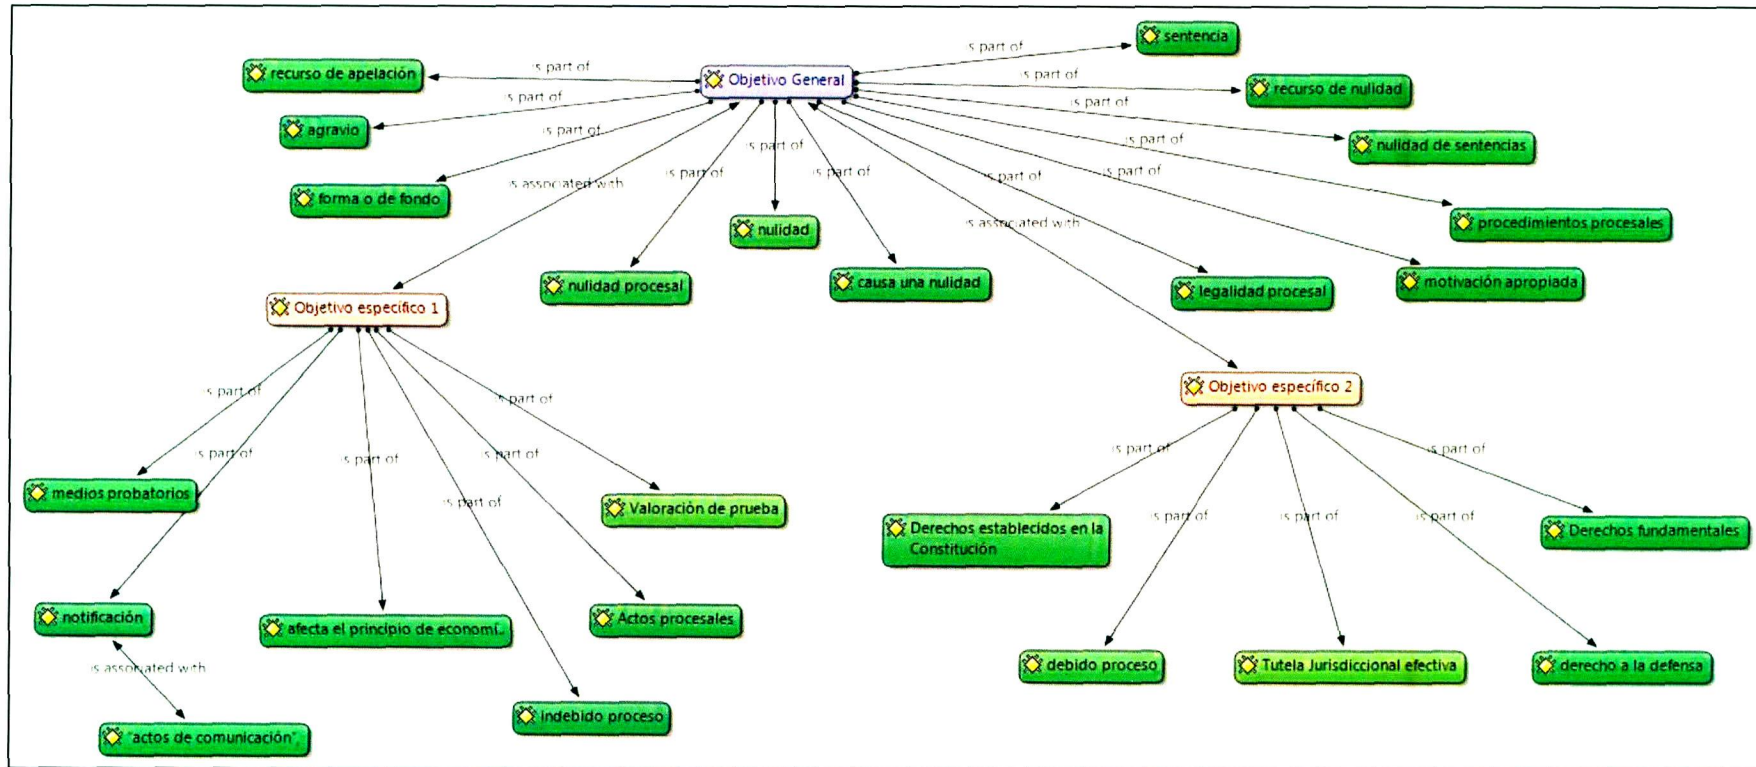 sentencia
is part of
is part of
recurso de apelación
Objetivo General
is part of
recurso de nulidad
is part of
is part of
agravio
is part of
is part of
nulidad de sentencias
is part of
is part of
is part of
is part of
is part of
is associated with
forma o de fondo
is associated with
nulidad
procedimientos procesales
nulidad procesal
causa una nulidad
legalidad procesal
motivación apropiada
Objetivo específico 1
Objetivo específico 2
is part of
is part of
is part of
is part of
is part of
is part of
is part of
is part of
medios probatorios
Valoración de prueba
is part of
is part of
is part of
is part of
Derechos establecidos en la
Constitución
Derechos fundamentales
notificación
afecta el principio de economí..
Actos procesales
is associated with
debido proceso
Tutela Jurisdiccional efectiva
derecho a la defensa
indebido proceso
"actos de comunicación",